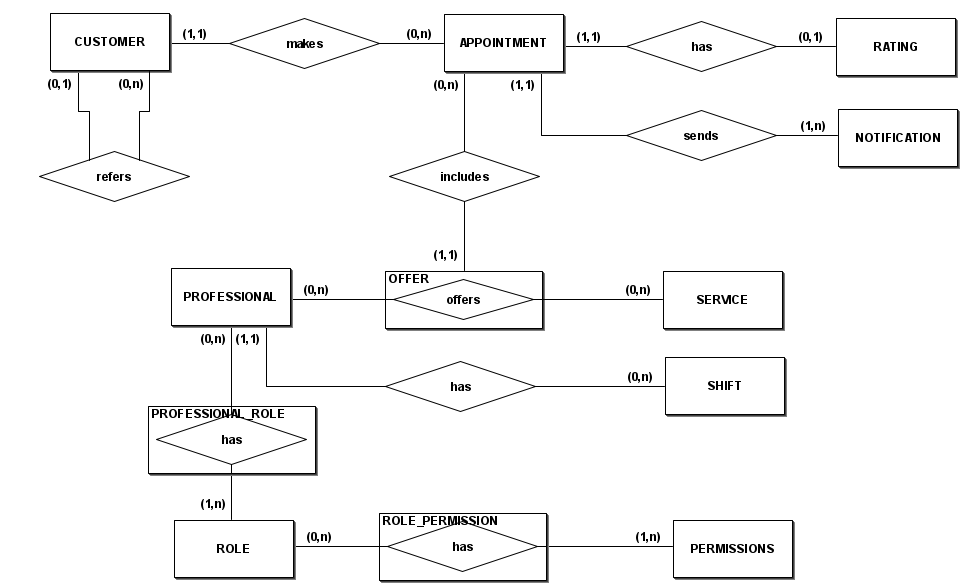 CUSTOMER
(1,1)
makes
(0,n)
APPOINTMENT
(1,1)
has
(0,1)
RATING
(0,1)
(0,n)
(0,n)
(1,1)
sends
(1,n)
NOTIFICATION
refers
includes
(1,1)
PROFESSIONAL
(0,n)
OFFER
offers
(0,n)
SERVICE
(0,n)
(1,1)
has
(0,n)
SHIFT
PROFESSIONAL_ROLE
has
(1,n)
ROLE
(0,n)
ROLE_PERMISSION
has
(1,n)
PERMISSIONS